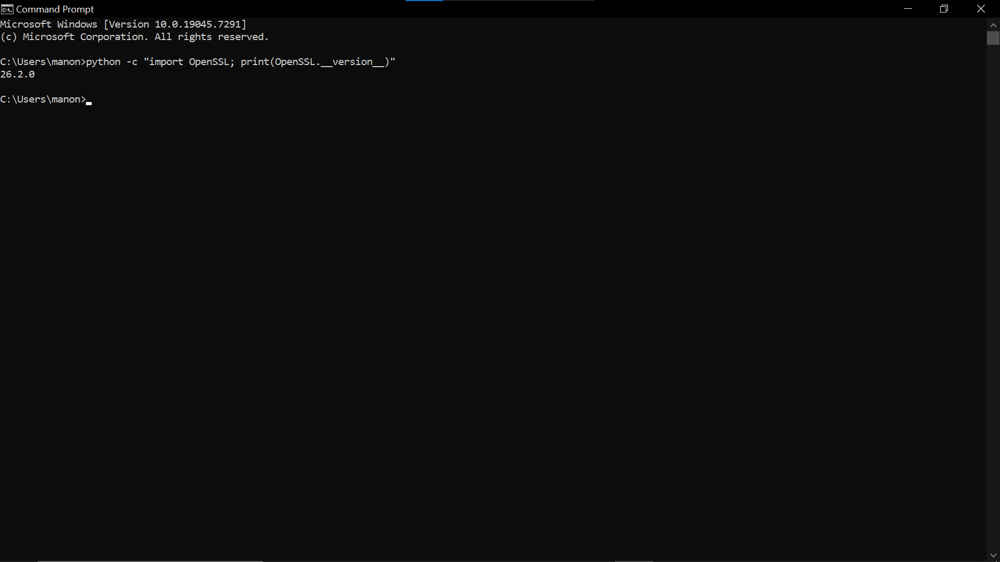 Command Prompt
Microsoft Windows [Version 10.0.19045.7291]
(c) Microsoft Corporation. All rights reserved.
C:\Users\manon>python -c "import OpenSSL; print(OpenSSL.__version__)"
26.2.0
C:\Users\manon>